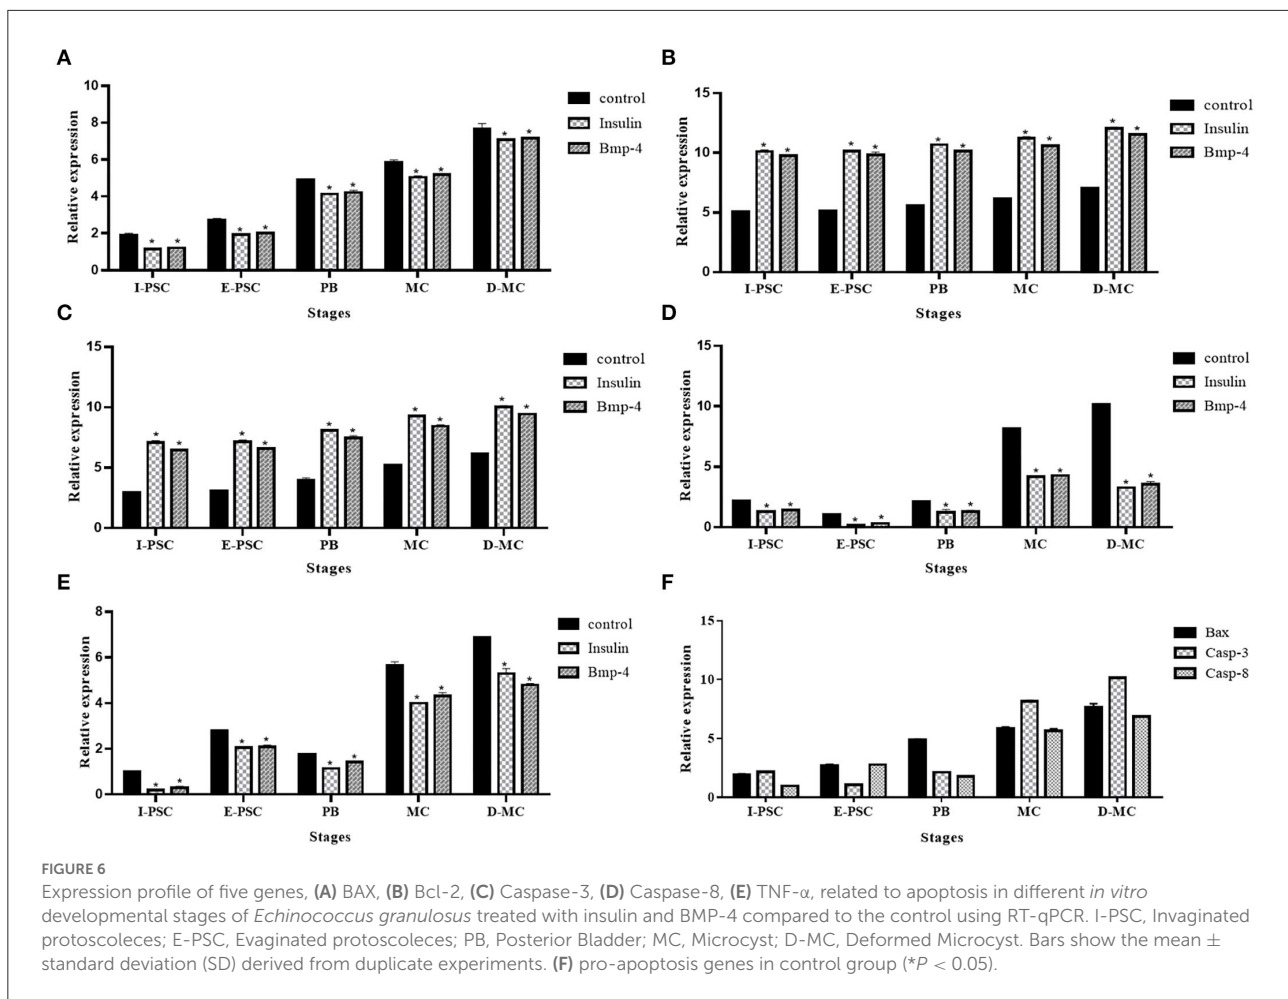 A
10
8
6
4
2
0
Relative expression
control
Insulin
Bmp-4
* * * * * * * * * *
I-PSC E-PSC PB MC D-MC
Stages
B
15
10
5
0
Relative expression
control
Insulin
Bmp-4
* * * * * * * * * *
I-PSC E-PSC PB MC D-MC
Stages
C
15
10
5
0
Relative expression
control
Insulin
Bmp-4
* * * * * * * * * *
I-PSC E-PSC PB MC D-MC
Stages
D
15
10
5
0
Relative expression
control
Insulin
Bmp-4
* * * * * * * * * *
I-PSC E-PSC PB MC D-MC
Stages
E
8
6
4
2
0
Relative expression
control
Insulin
Bmp-4
* * * * * * * * * *
I-PSC E-PSC PB MC D-MC
Stages
F
15
10
5
0
Relative expression
Bax
Casp-3
Casp-8
I-PSC E-PSC PB MC D-MC
Stages
FIGURE 6
Expression profile of five genes, (A) BAX, (B) Bcl-2, (C) Caspase-3, (D) Caspase-8, (E) TNF-α, related to apoptosis in different in vitro
developmental stages of Echinococcus granulosus treated with insulin and BMP-4 compared to the control using RT-qPCR. I-PSC, Invaginated
protoscoleces; E-PSC, Evaginated protoscoleces; PB, Posterior Bladder; MC, Microcyst; D-MC, Deformed Microcyst. Bars show the mean ±
standard deviation (SD) derived from duplicate experiments. (F) pro-apoptosis genes in control group (*P < 0.05).